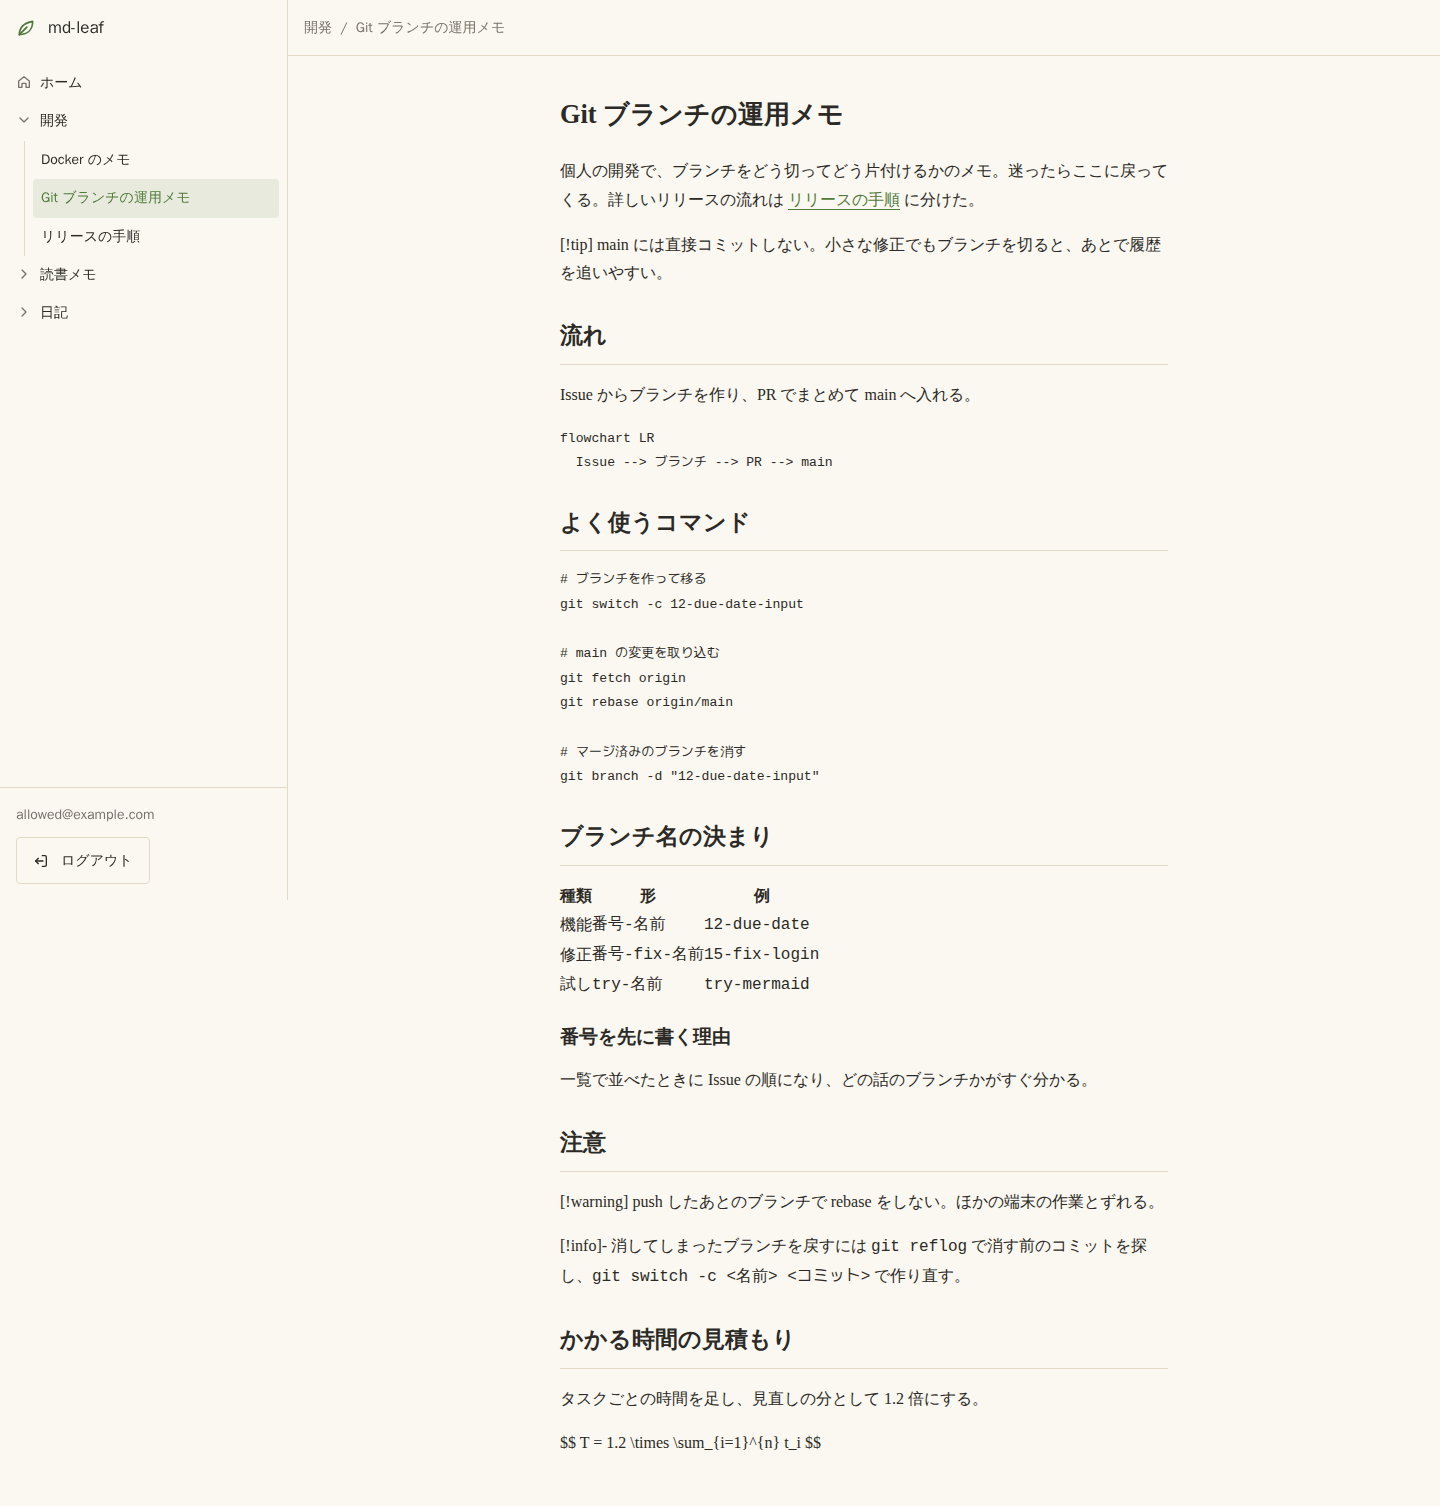 md-leaf
ホーム
開発
Docker のメモ
Git ブランチの運用メモ
リリースの手順
読書メモ
日記
allowed@example.com
ログアウト
開発 / Git ブランチの運用メモ
Git ブランチの運用メモ
個人の開発で、ブランチをどう切ってどう片付けるかのメモ。迷ったらここに戻って
くる。詳しいリリースの流れは リリースの手順 に分けた。
[!tip] main には直接コミットしない。小さな修正でもブランチを切ると、あとで履歴
を追いやすい。
流れ
Issue からブランチを作り、PR でまとめて main へ入れる。
flowchart LR
  Issue --> ブランチ --> PR --> main
よく使うコマンド
# ブランチを作って移る
git switch -c 12-due-date-input
# main の変更を取り込む
git fetch origin
git rebase origin/main
# マージ済みのブランチを消す
git branch -d "12-due-date-input"
ブランチ名の決まり
種類 形 例
機能 番号-名前 12-due-date
修正 番号-fix-名前 15-fix-login
試し try-名前 try-mermaid
番号を先に書く理由
一覧で並べたときに Issue の順になり、どの話のブランチかがすぐ分かる。
注意
[!warning] push したあとのブランチで rebase をしない。ほかの端末の作業とずれる。
[!info]- 消してしまったブランチを戻すには git reflog で消す前のコミットを探
し、git switch -c <名前> <コミット> で作り直す。
かかる時間の見積もり
タスクごとの時間を足し、見直しの分として 1.2 倍にする。
$$ T = 1.2 \times \sum_{i=1}^{n} t_i $$